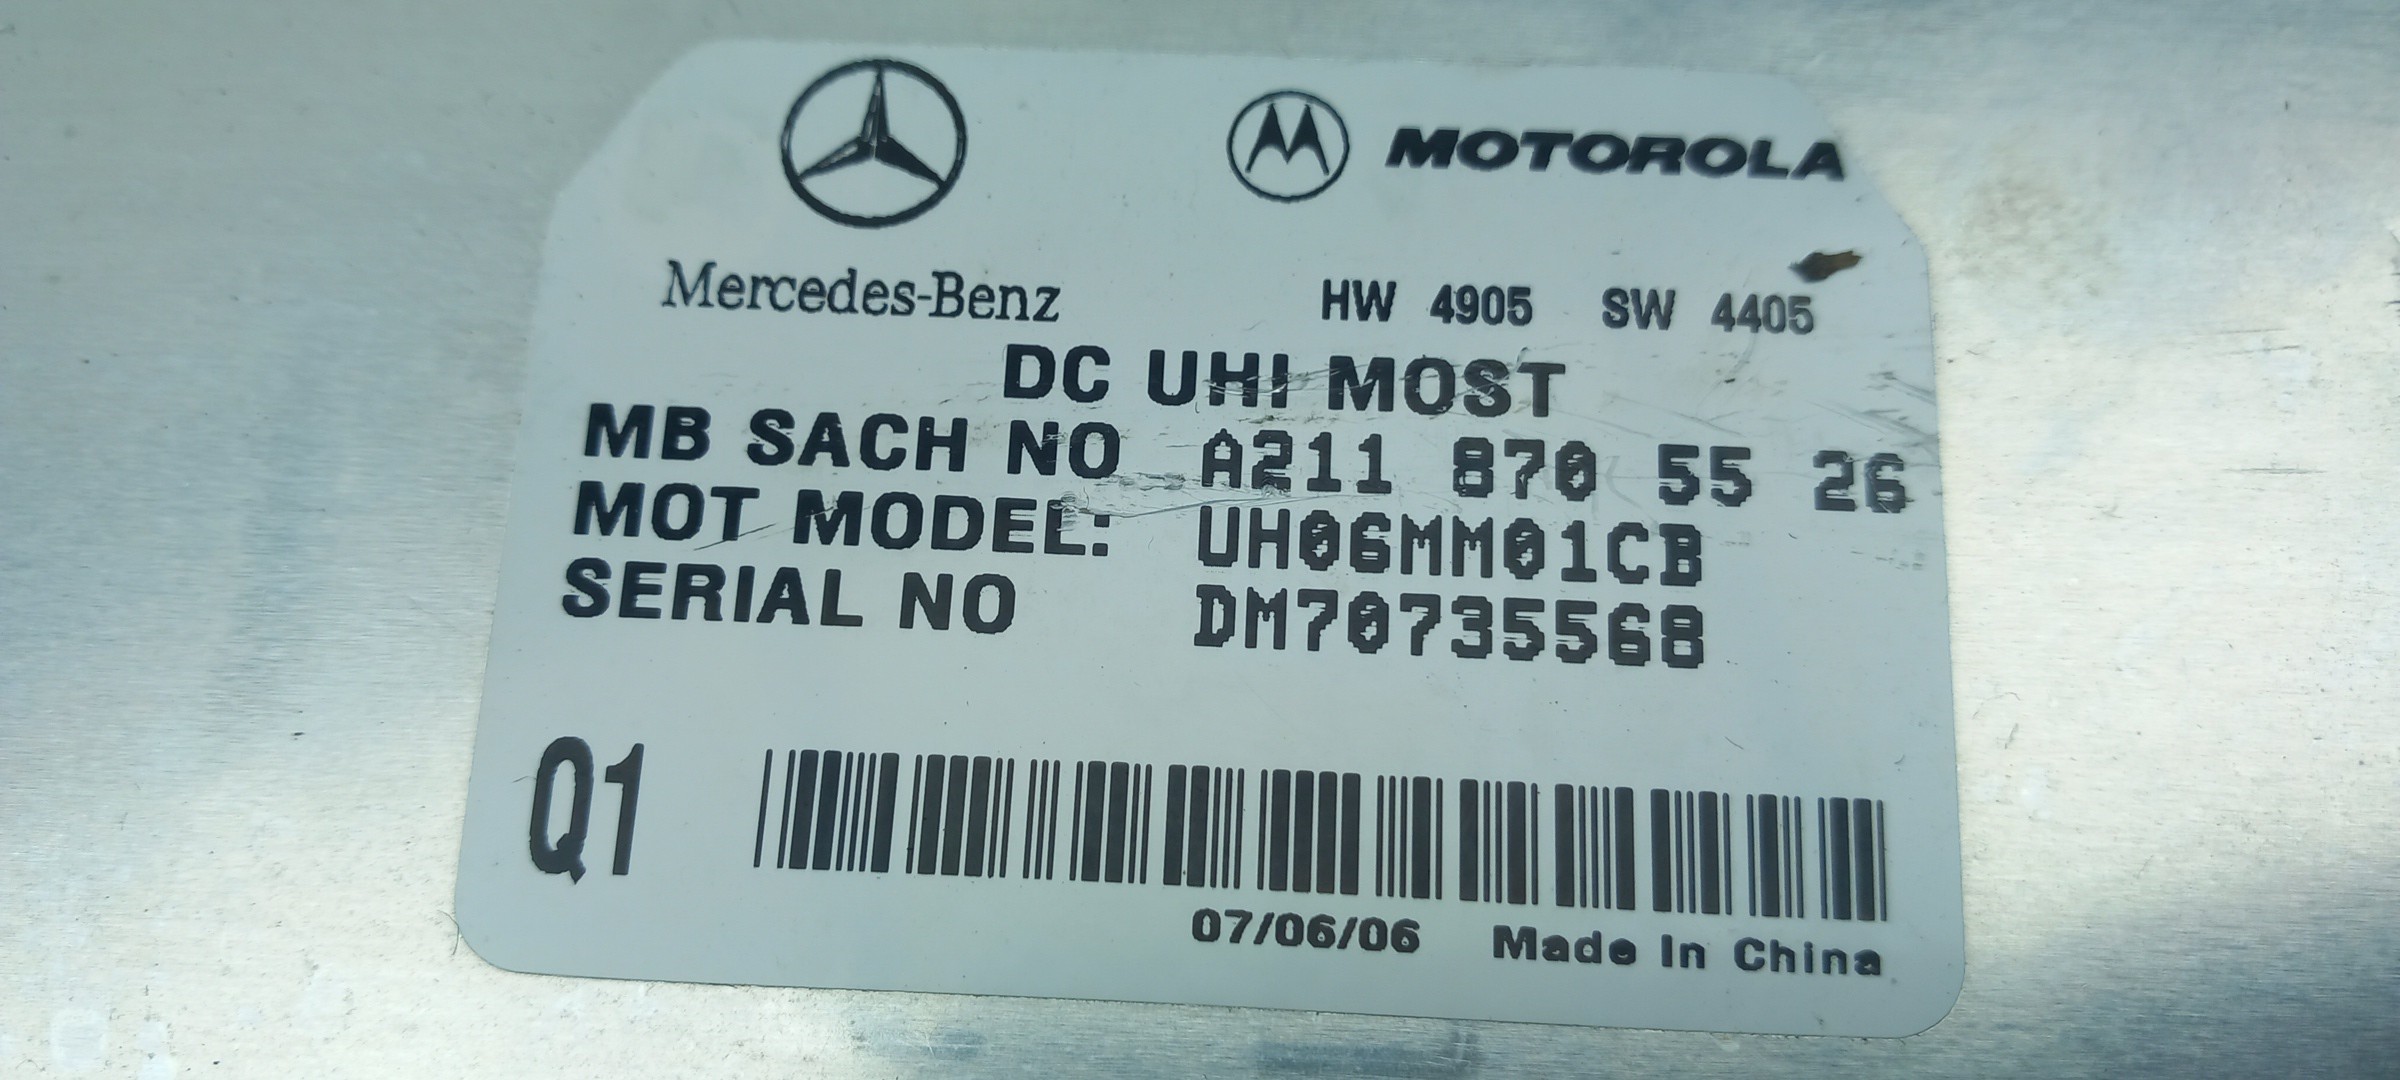 MOTOROLA
Mercedes-Benz
HW 4905 SW 4405
DC UHI MOST
MB SACH NO A211 870 55 26
MOT MODEL: UH06MM01CB
SERIAL NO DM70735568
Q1
07/06/06 Made In China